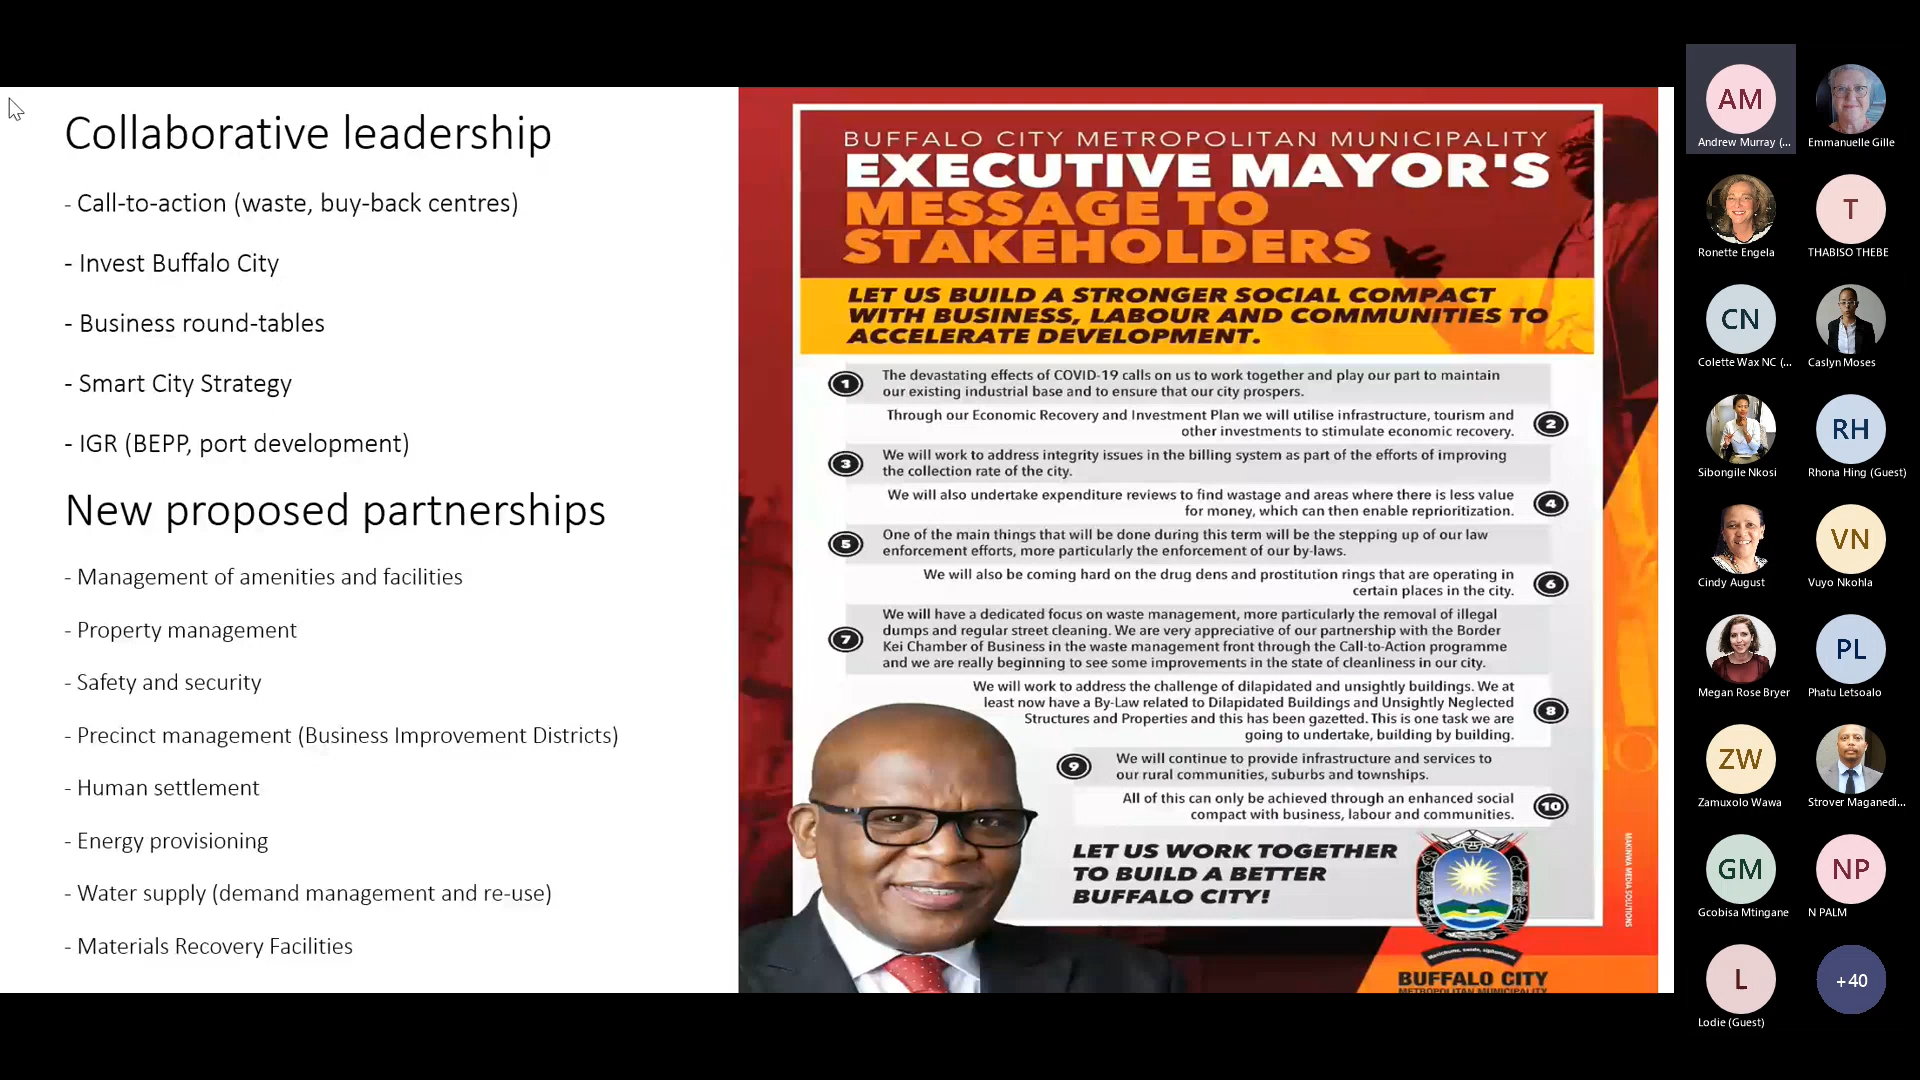 Collaborative leadership
- Call-to-action (waste, buy-back centres)
- Invest Buffalo City
- Business round-tables
- Smart City Strategy
- IGR (BEPP, port development)
New proposed partnerships
- Management of amenities and facilities
- Property management
- Safety and security
- Precinct management (Business Improvement Districts)
- Human settlement
- Energy provisioning
- Water supply (demand management and re-use)
- Materials Recovery Facilities
BUFFALO CITY METROPOLITAN MUNICIPALITY
EXECUTIVE MAYOR'S
MESSAGE TO
STAKEHOLDERS
LET US BUILD A STRONGER SOCIAL COMPACT
WITH BUSINESS, LABOUR AND COMMUNITIES TO
ACCELERATE DEVELOPMENT.
1
The devastating effects of COVID-19 calls on us to work together and play our part to maintain
our existing industrial base and to ensure that our city prospers.
Through our Economic Recovery and Investment Plan we will utilise infrastructure, tourism and
other investments to stimulate economic recovery.
2
3
We will work to address integrity issues in the billing system as part of the efforts of improving
the collection rate of the city.
We will also undertake expenditure reviews to find wastage and areas where there is less value
for money, which can then enable reprioritization.
4
5
One of the main things that will be done during this term will be the stepping up of our law
enforcement efforts, more particularly the enforcement of our by-laws.
We will also be coming hard on the drug dens and prostitution rings that are operating in
certain places in the city.
6
7
We will have a dedicated focus on waste management, more particularly the removal of illegal
dumps and regular street cleaning. We are very appreciative of our partnership with the Border
Kei Chamber of Business in the waste management front through the Call-to-Action programme
and we are really beginning to see some improvements in the state of cleanliness in our city.
We will work to address the challenge of dilapidated and unsightly buildings. We at
least now have a By-Law related to Dilapidated Buildings and Unsightly Neglected
Structures and Properties and this has been gazetted. This is one task we are
going to undertake, building by building.
8
9
We will continue to provide infrastructure and services to
our rural communities, suburbs and townships.
All of this can only be achieved through an enhanced social
compact with business, labour and communities.
10
LET US WORK TOGETHER
TO BUILD A BETTER
BUFFALO CITY!
MAKONWA MEDIA SOLUTIONS
BUFFALO CITY
METROPOLITAN MUNICIPALITY
AM
Andrew Murray (...
Emmanuelle Gille
Ronette Engela
T
THABISO THEBE
CN
Colette Wax NC (...
Caslyn Moses
Sibongile Nkosi
RH
Rhona Hing (Guest)
Cindy August
VN
Vuyo Nkohla
Megan Rose Bryer
PL
Phatu Letsoalo
ZW
Zamuxolo Wawa
Strover Maganedi...
GM
Gcobisa Mtingane
NP
N PALM
L
Lodie (Guest)
+40